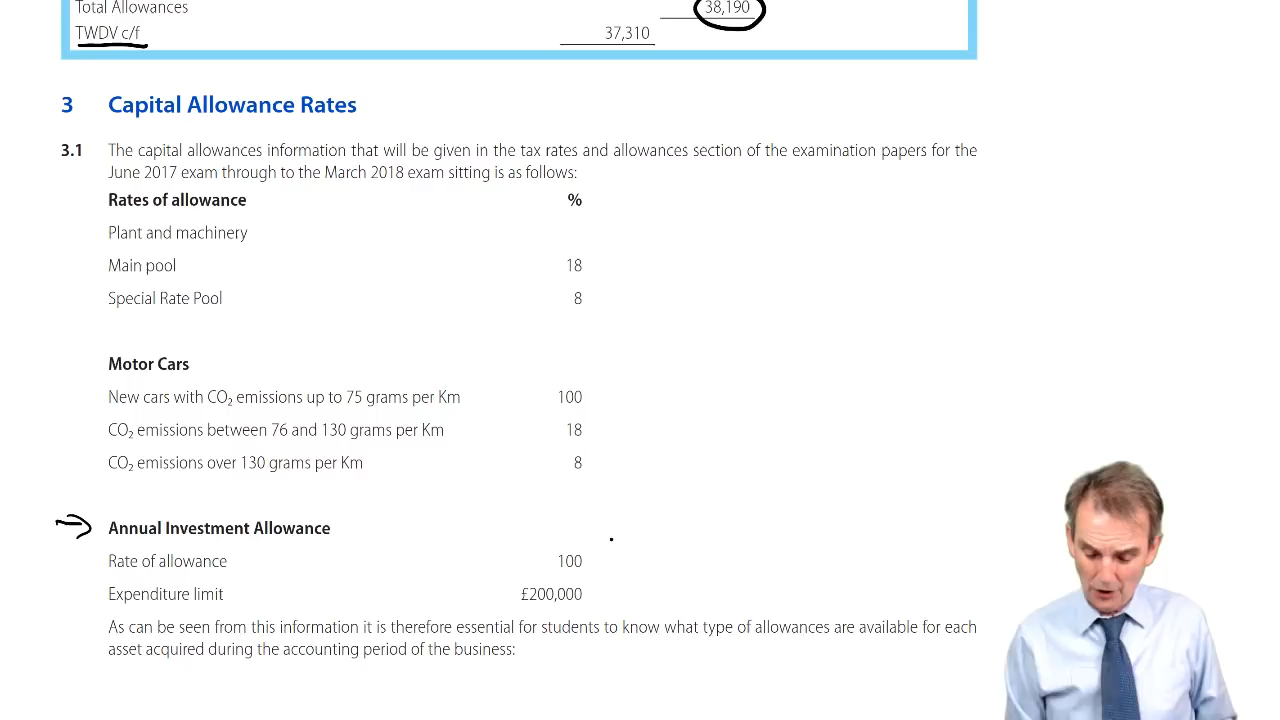 Total Allowances 38,190
TWDV c/f 37,310
3 Capital Allowance Rates
3.1 The capital allowances information that will be given in the tax rates and allowances section of the examination papers for the
June 2017 exam through to the March 2018 exam sitting is as follows:
Rates of allowance %
Plant and machinery
Main pool 18
Special Rate Pool 8
Motor Cars
New cars with CO₂ emissions up to 75 grams per Km 100
CO₂ emissions between 76 and 130 grams per Km 18
CO₂ emissions over 130 grams per Km 8
Annual Investment Allowance
Rate of allowance 100
Expenditure limit £200,000
As can be seen from this information it is therefore essential for students to know what type of allowances are available for each
asset acquired during the accounting period of the business: